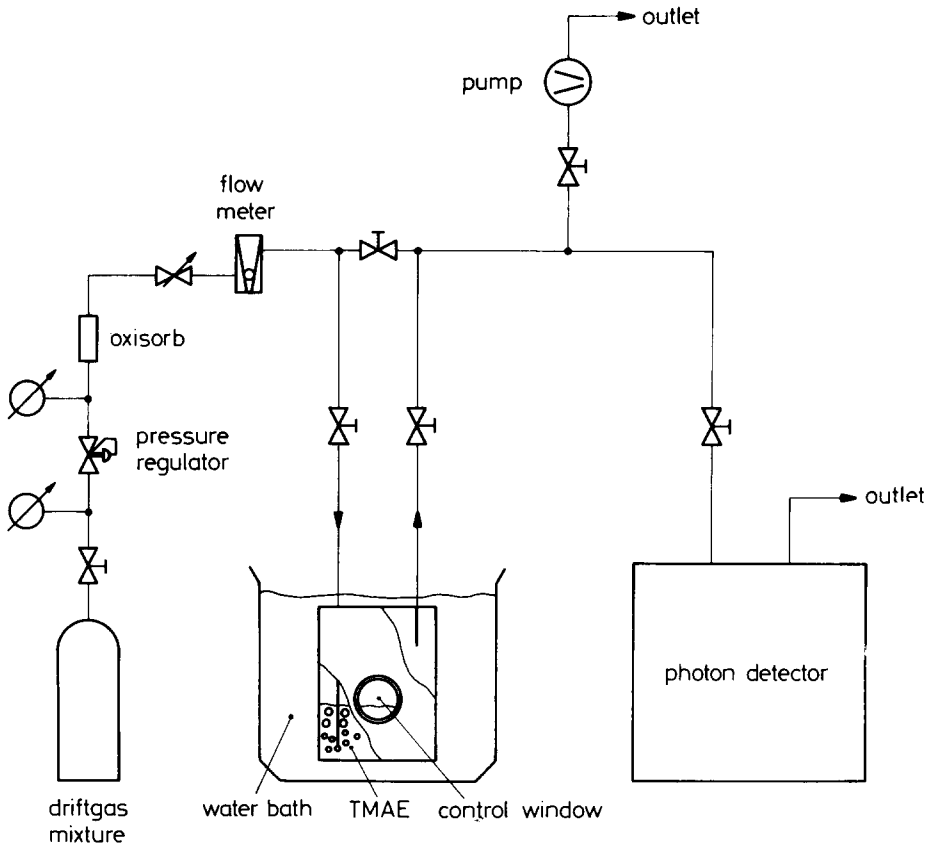 outlet
pump
flow
meter
oxisorb
pressure
regulator
outlet
photon detector
water bath
TMAE
control window
driftgas
mixture